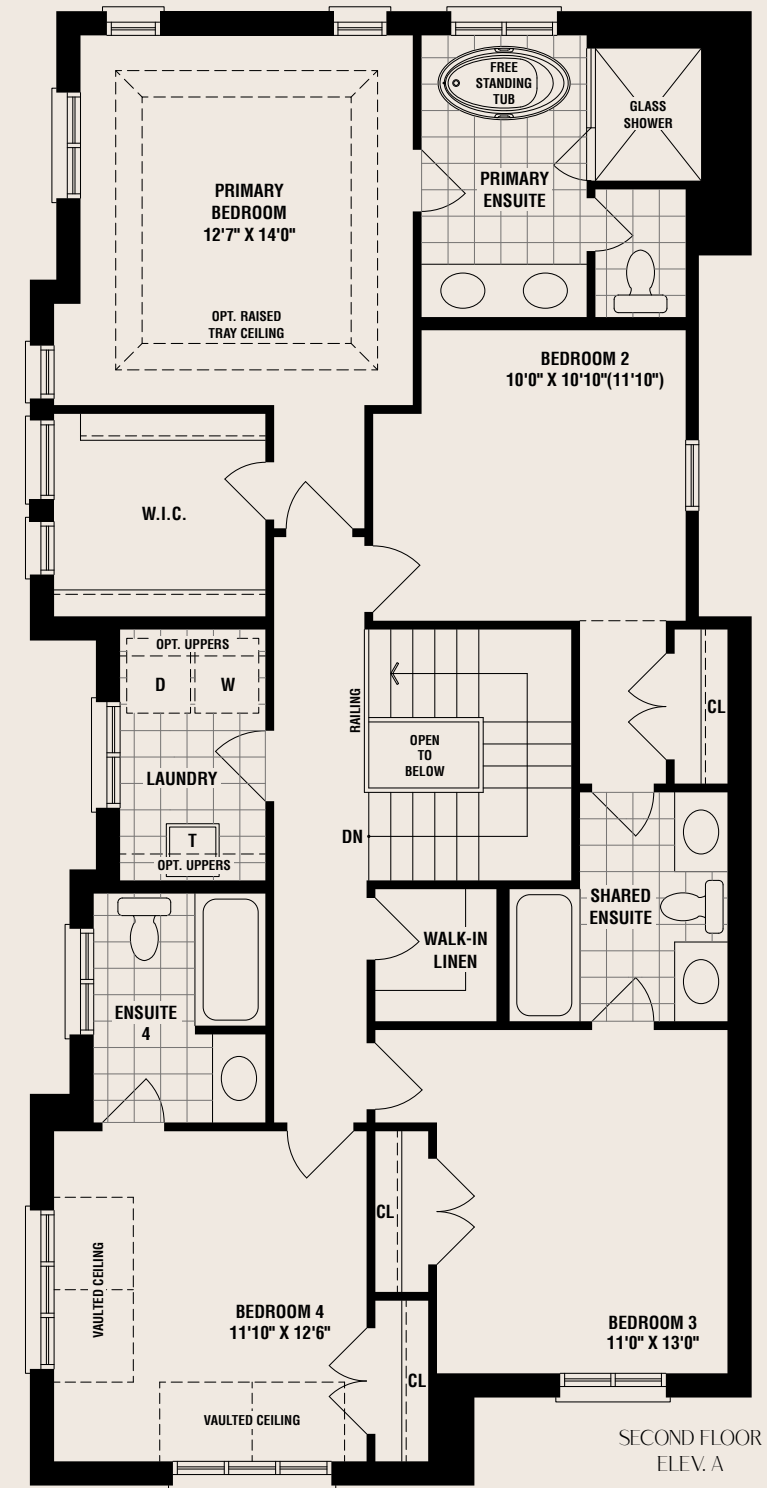 FREE
STANDING
TUB
GLASS
SHOWER
PRIMARY
BEDROOM
12'7" X 14'0"
PRIMARY
ENSUITE
OPT. RAISED
TRAY CEILING
BEDROOM 2
10'0" X 10'10"(11'10")
W.I.C.
OPT. UPPERS
D
W
RAILING
CL
OPEN
TO
BELOW
LAUNDRY
T
OPT. UPPERS
DN
SHARED
ENSUITE
WALK-IN
LINEN
ENSUITE
4
CL
VAULTED CEILING
BEDROOM 4
11'10" X 12'6"
BEDROOM 3
11'0" X 13'0"
CL
VAULTED CEILING
SECOND FLOOR
ELEV. A